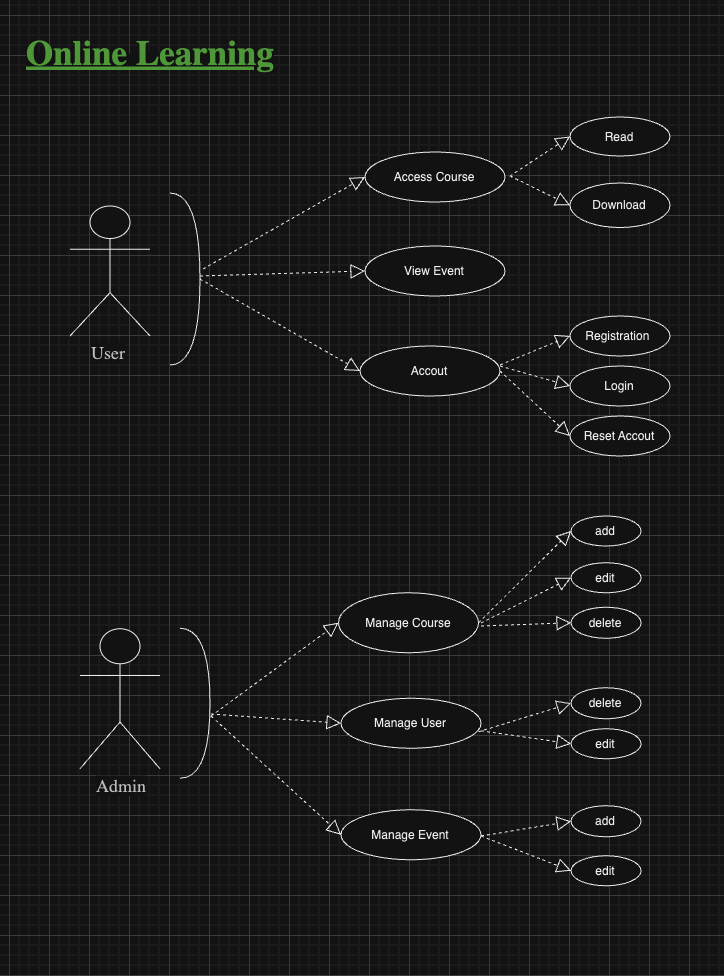 Online Learning
Read
Access Course
Download
View Event
User
Registration
Accout
Login
Reset Accout
add
edit
Manage Course
delete
delete
Manage User
edit
Admin
add
Manage Event
edit